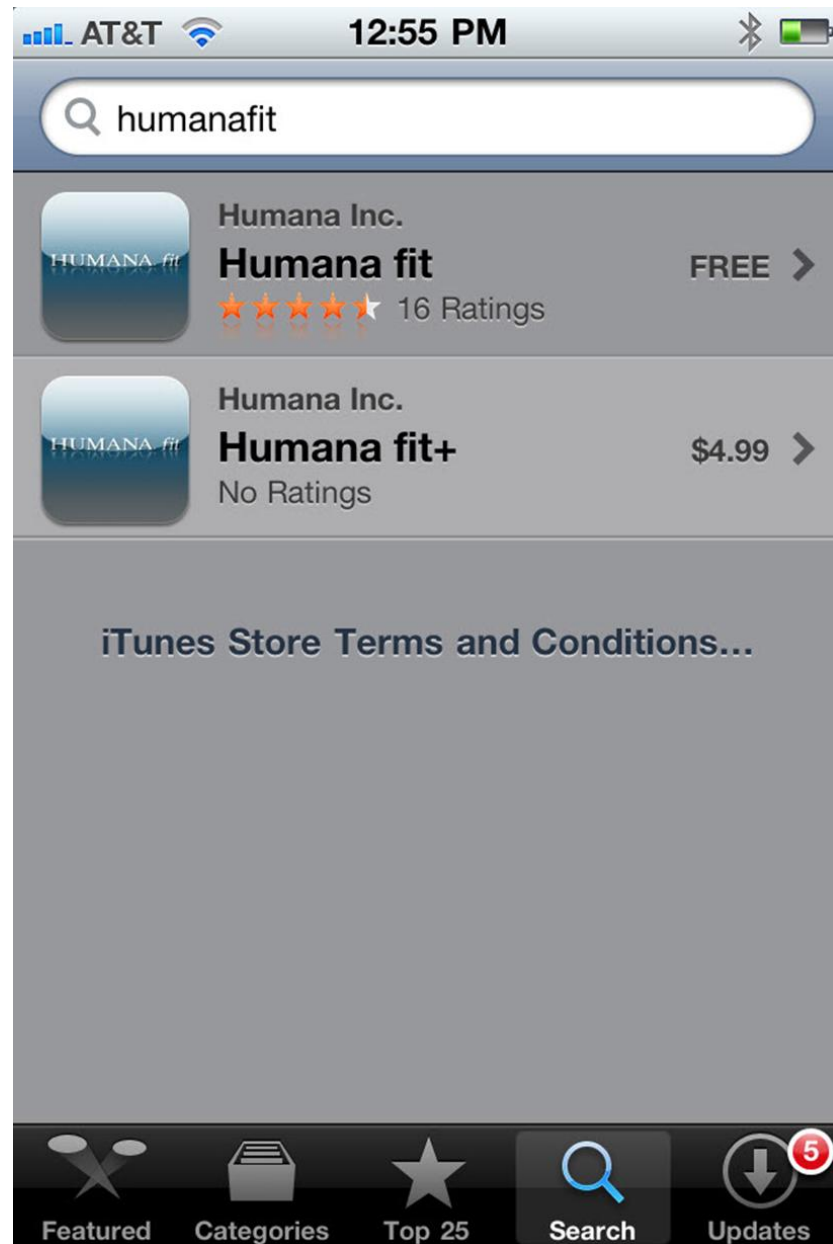 AT&T 12:55 PM
humanafit
HUMANA fit
Humana Inc.
Humana fit
FREE
16 Ratings
HUMANA fit
Humana Inc.
Humana fit+
$4.99
No Ratings
iTunes Store Terms and Conditions...
5
Featured Categories Top 25 Search Updates